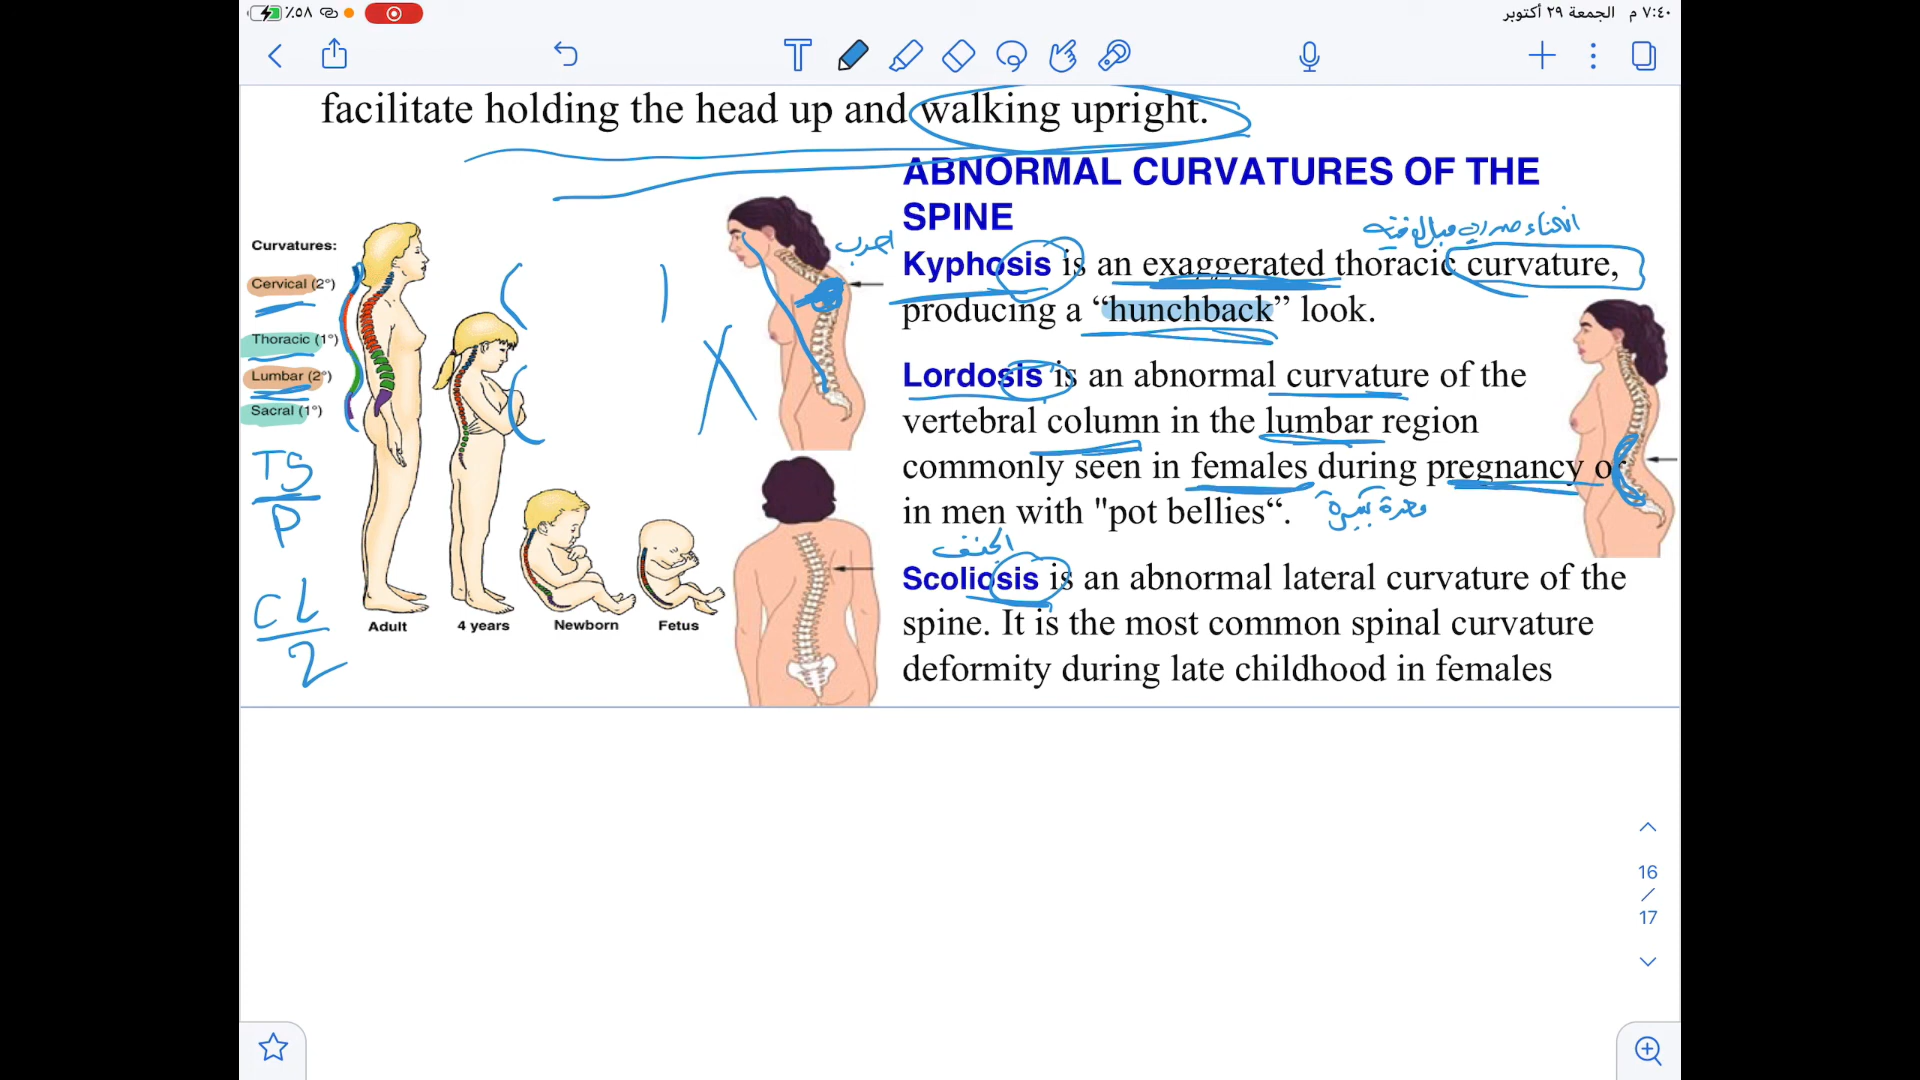 ٪٥٨
٧:٤٠ م الجمعة ٢٩ أكتوبر
facilitate holding the head up and walking upright.
ABNORMAL CURVATURES OF THE
SPINE
احدب
Kyphosis is an exaggerated thoracic curvature,
producing a “hunchback” look.
Lordosis is an abnormal curvature of the
vertebral column in the lumbar region
commonly seen in females during pregnancy or
in men with "pot bellies“.
الجنف
Scoliosis is an abnormal lateral curvature of the
spine. It is the most common spinal curvature
deformity during late childhood in females
Curvatures:
Cervical (2°)
Thoracic (1°)
Lumbar (2°)
Sacral (1°)
TS
P
CL
2
Adult
4 years
Newborn
Fetus
16
/
17